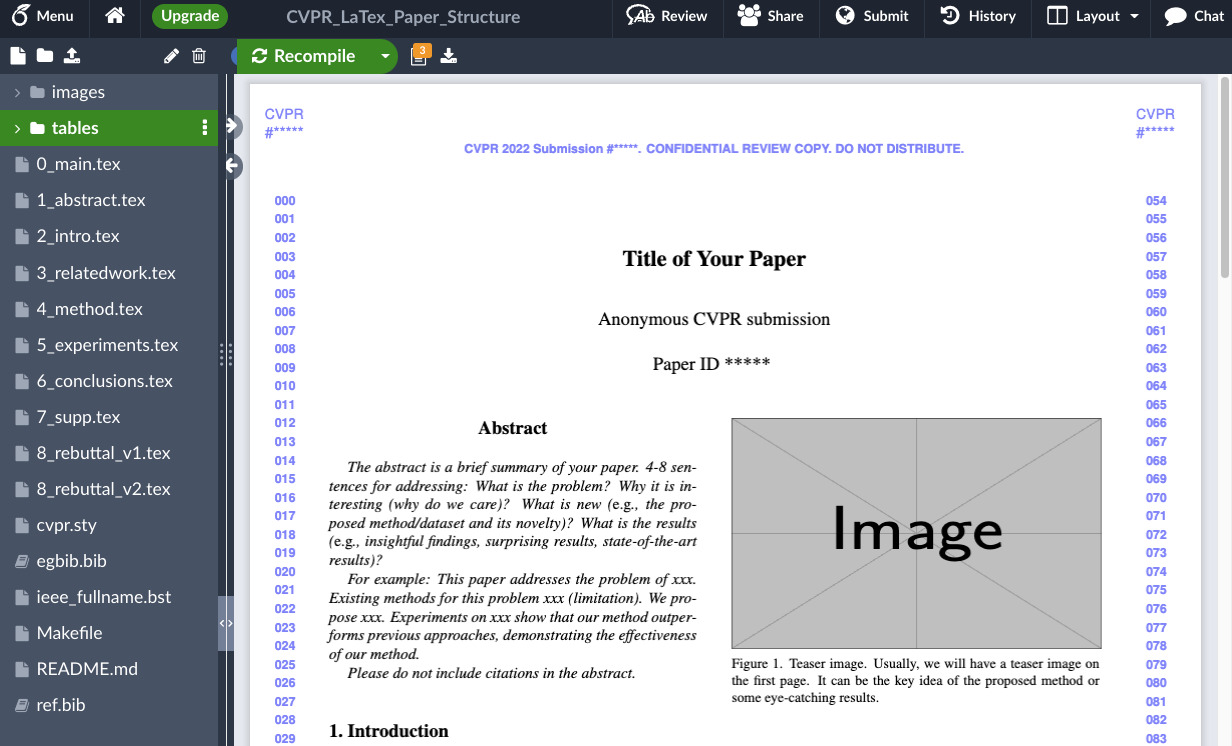 Menu
Upgrade
CVPR_LaTex_Paper_Structure
Review
Share
Submit
History
Layout
Chat
Recompile
3
images
tables
0_main.tex
1_abstract.tex
2_intro.tex
3_relatedwork.tex
4_method.tex
5_experiments.tex
6_conclusions.tex
7_supp.tex
8_rebuttal_v1.tex
8_rebuttal_v2.tex
cvpr.sty
egbib.bib
ieee_fullname.bst
Makefile
README.md
ref.bib
CVPR
#*****
CVPR
#*****
CVPR 2022 Submission #*****. CONFIDENTIAL REVIEW COPY. DO NOT DISTRIBUTE.
000
001
002
003
004
005
006
007
008
009
010
011
012
013
014
015
016
017
018
019
020
021
022
023
024
025
026
027
028
029
Title of Your Paper
Anonymous CVPR submission
Paper ID *****
Abstract
The abstract is a brief summary of your paper. 4-8 sen-
tences for addressing: What is the problem? Why it is in-
teresting (why do we care)? What is new (e.g., the pro-
posed method/dataset and its novelty)? What is the results
(e.g., insightful findings, surprising results, state-of-the-art
results)?
For example: This paper addresses the problem of xxx.
Existing methods for this problem xxx (limitation). We pro-
pose xxx. Experiments on xxx show that our method outper-
forms previous approaches, demonstrating the effectiveness
of our method.
Please do not include citations in the abstract.
1. Introduction
Image
Figure 1. Teaser image. Usually, we will have a teaser image on
the first page. It can be the key idea of the proposed method or
some eye-catching results.
054
055
056
057
058
059
060
061
062
063
064
065
066
067
068
069
070
071
072
073
074
075
076
077
078
079
080
081
082
083